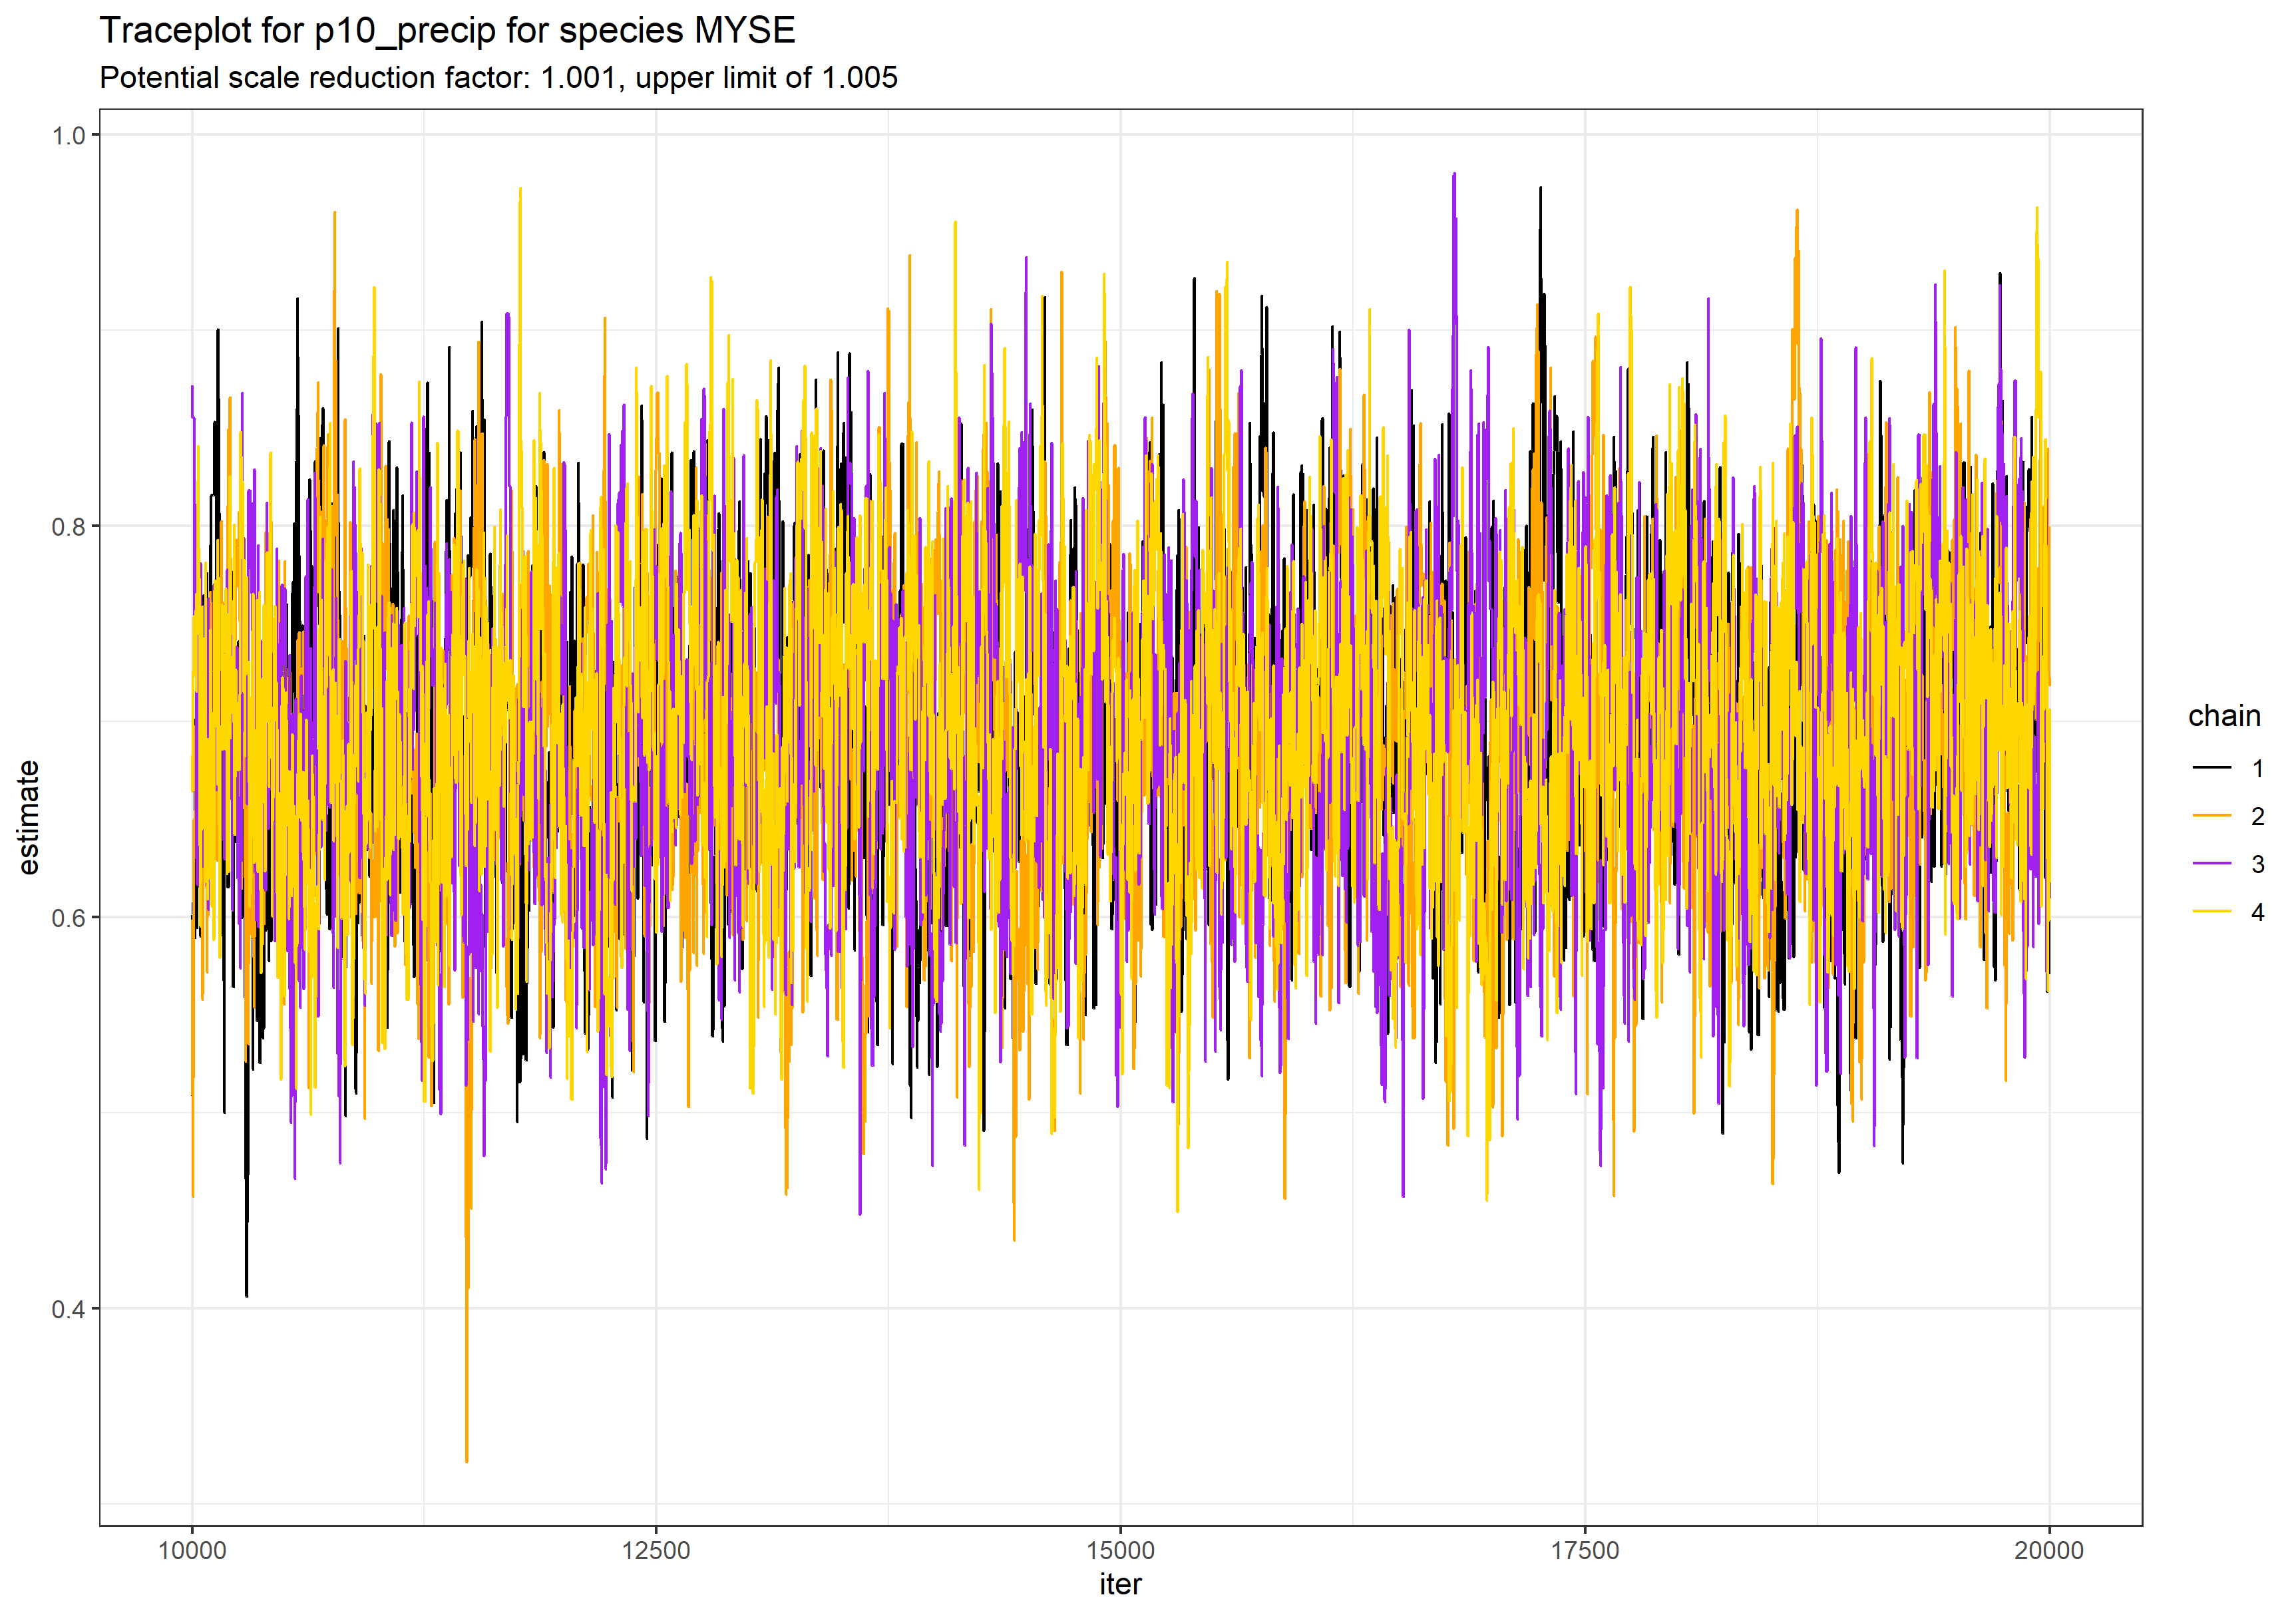 Traceplot for p10_precip for species MYSE
Potential scale reduction factor: 1.001, upper limit of 1.005
1.0
0.8
0.6
0.4
estimate
10000 12500 15000 17500 20000
iter
chain
1
2
3
4